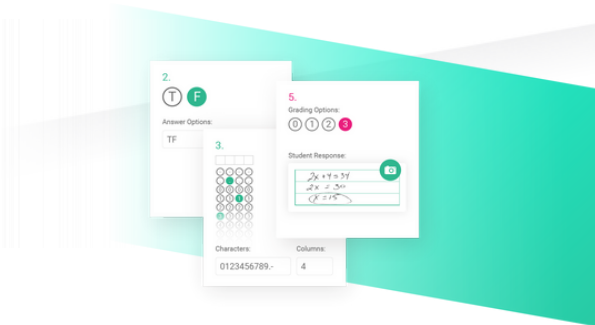 2.
T F
Answer Options:
TF
3.
Characters:
0123456789.-
Columns:
4
5.
Grading Options:
0 1 2 3
Student Response:
2x + 4 = 34
2x = 30
x = 15